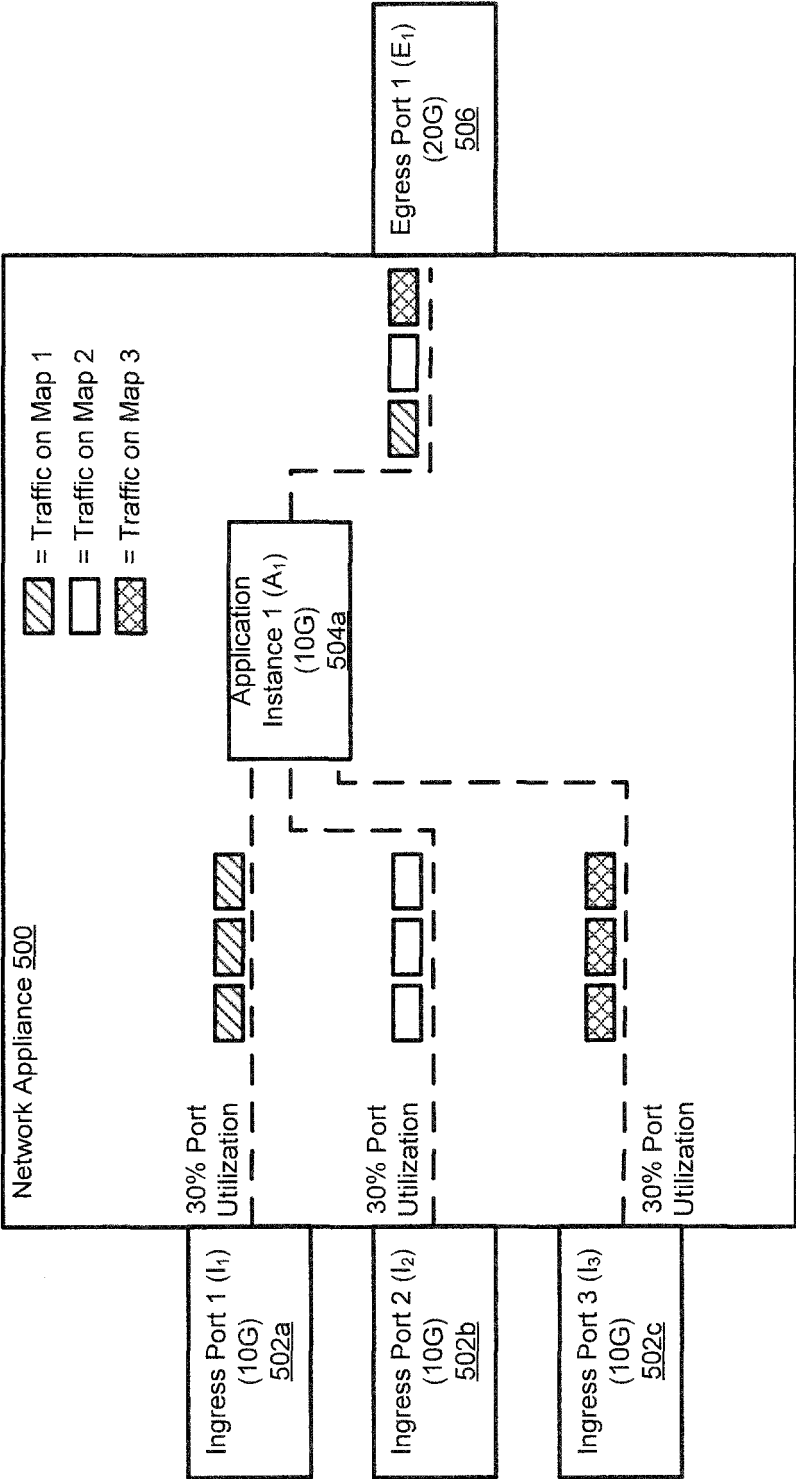 Network Appliance 500
= Traffic on Map 1
= Traffic on Map 2
= Traffic on Map 3
Ingress Port 1 (I₁)
(10G)
502a
30% Port
Utilization
Application
Instance 1 (A₁)
(10G)
504a
Ingress Port 2 (I₂)
(10G)
502b
30% Port
Utilization
Egress Port 1 (E₁)
(20G)
506
Ingress Port 3 (I₃)
(10G)
502c
30% Port
Utilization